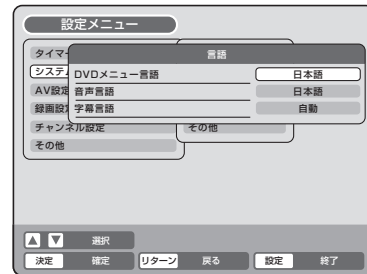 設定メニュー
タイマー
言語
システム
DVDメニュー言語
日本語
AV設定
音声言語
日本語
録画設
字幕言語
自動
チャンネル設定
その他
その他
選択
決定 確定 リターン 戻る 設定 終了